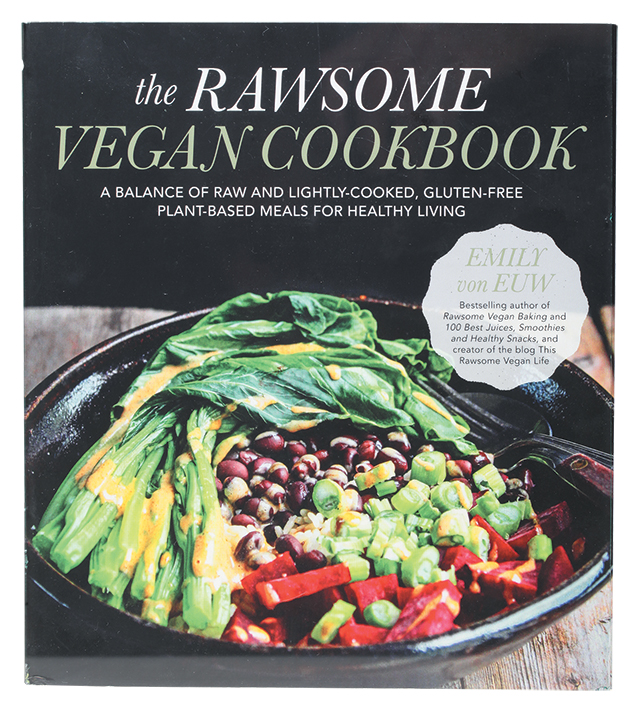 the RAWSOME
VEGAN COOKBOOK
A BALANCE OF RAW AND LIGHTLY-COOKED, GLUTEN-FREE
PLANT-BASED MEALS FOR HEALTHY LIVING
EMILY
von EUW
Bestselling author of
Rawsome Vegan Baking and
100 Best Juices, Smoothies
and Healthy Snacks, and
creator of the blog This
Rawsome Vegan Life